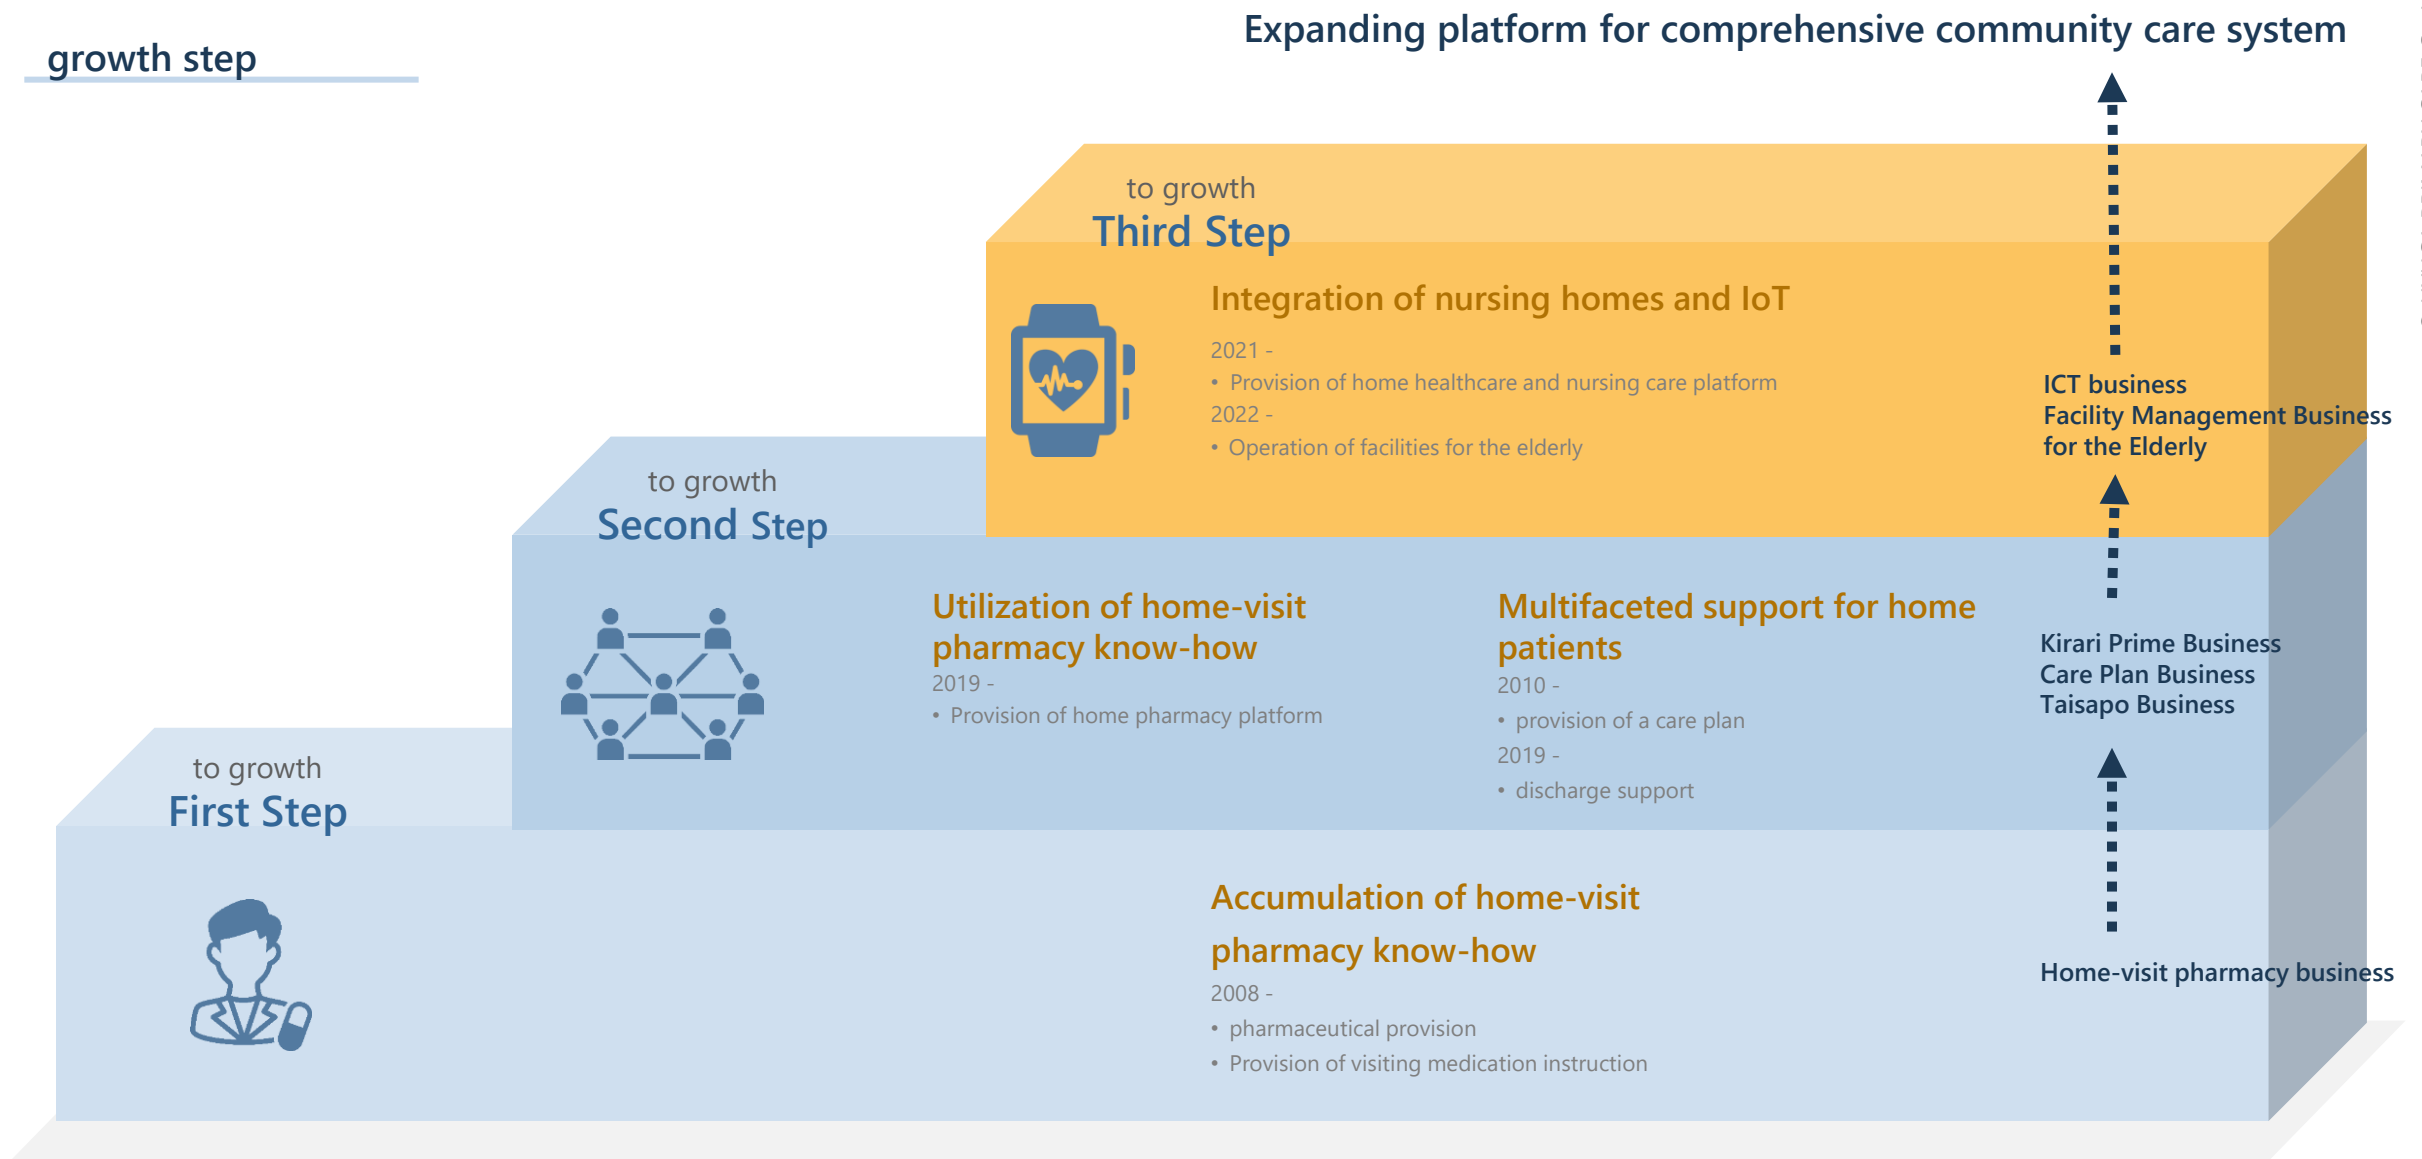 growth step
Expanding platform for comprehensive community care system
to growth
Third Step
Integration of nursing homes and IoT
2021 -
• Provision of home healthcare and nursing care platform
2022 -
• Operation of facilities for the elderly
ICT business
Facility Management Business
for the Elderly
to growth
Second Step
Utilization of home-visit
pharmacy know-how
2019 -
• Provision of home pharmacy platform
Multifaceted support for home
patients
2010 -
• provision of a care plan
2019 -
• discharge support
Kirari Prime Business
Care Plan Business
Taisapo Business
to growth
First Step
Accumulation of home-visit
pharmacy know-how
2008 -
• pharmaceutical provision
• Provision of visiting medication instruction
Home-visit pharmacy business